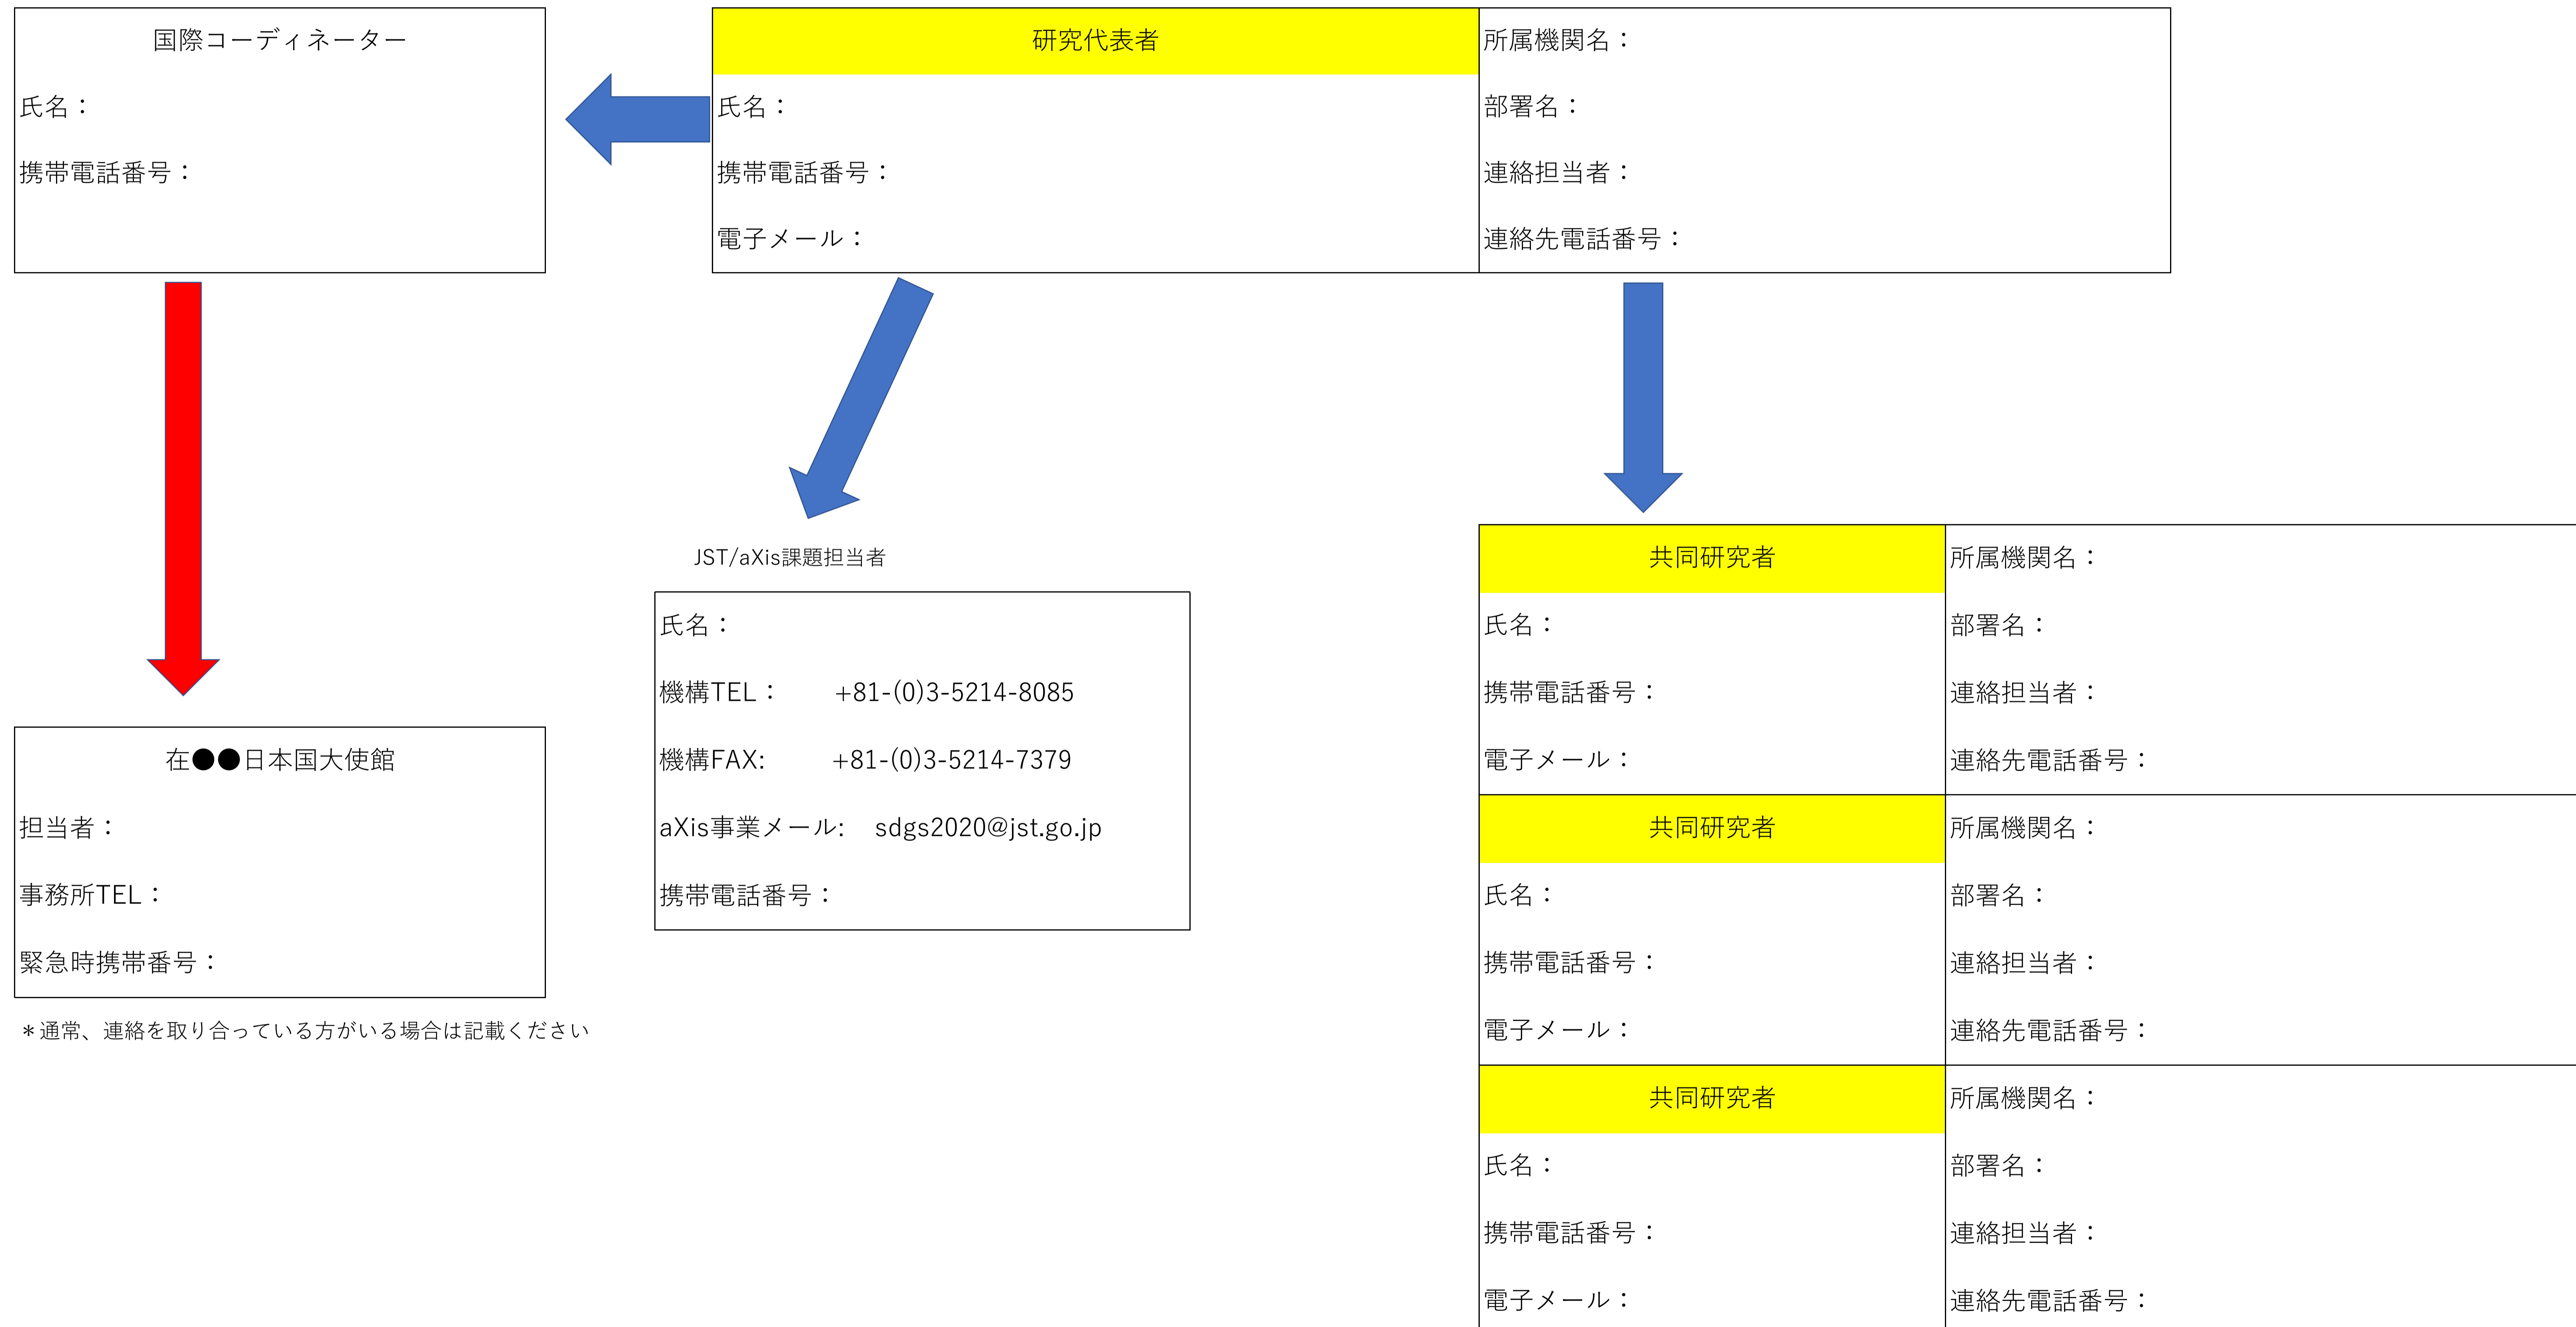 国際コーディネーター
氏名：
携帯電話番号：
研究代表者
氏名：
携帯電話番号：
電子メール：
所属機関名：
部署名：
連絡担当者：
連絡先電話番号：
在●●日本国大使館
担当者：
事務所TEL：
緊急時携帯番号：
＊通常、連絡を取り合っている方がいる場合は記載ください
JST/aXis課題担当者
氏名：
機構TEL： +81-(0)3-5214-8085
機構FAX: +81-(0)3-5214-7379
aXis事業メール: sdgs2020@jst.go.jp
携帯電話番号：
共同研究者
氏名：
携帯電話番号：
電子メール：
所属機関名：
部署名：
連絡担当者：
連絡先電話番号：
共同研究者
氏名：
携帯電話番号：
電子メール：
所属機関名：
部署名：
連絡担当者：
連絡先電話番号：
共同研究者
氏名：
携帯電話番号：
電子メール：
所属機関名：
部署名：
連絡担当者：
連絡先電話番号：